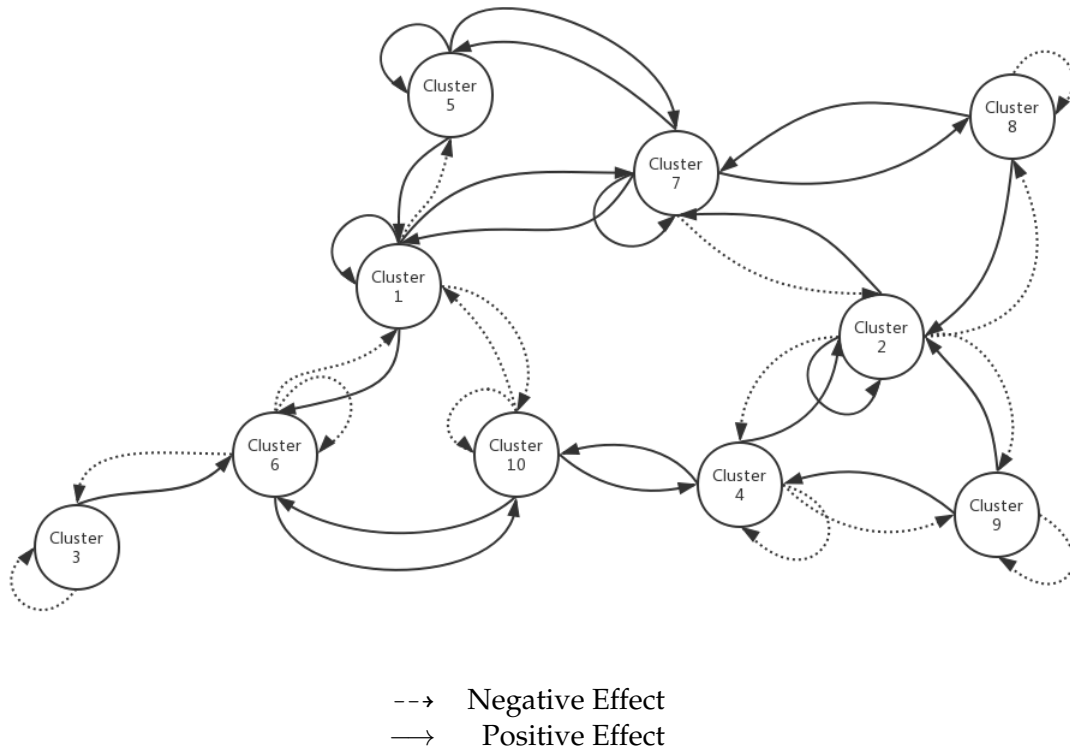 Cluster
5
Cluster
8
Cluster
7
Cluster
1
Cluster
2
Cluster
6
Cluster
10
Cluster
4
Cluster
9
Cluster
3
Negative Effect
Positive Effect